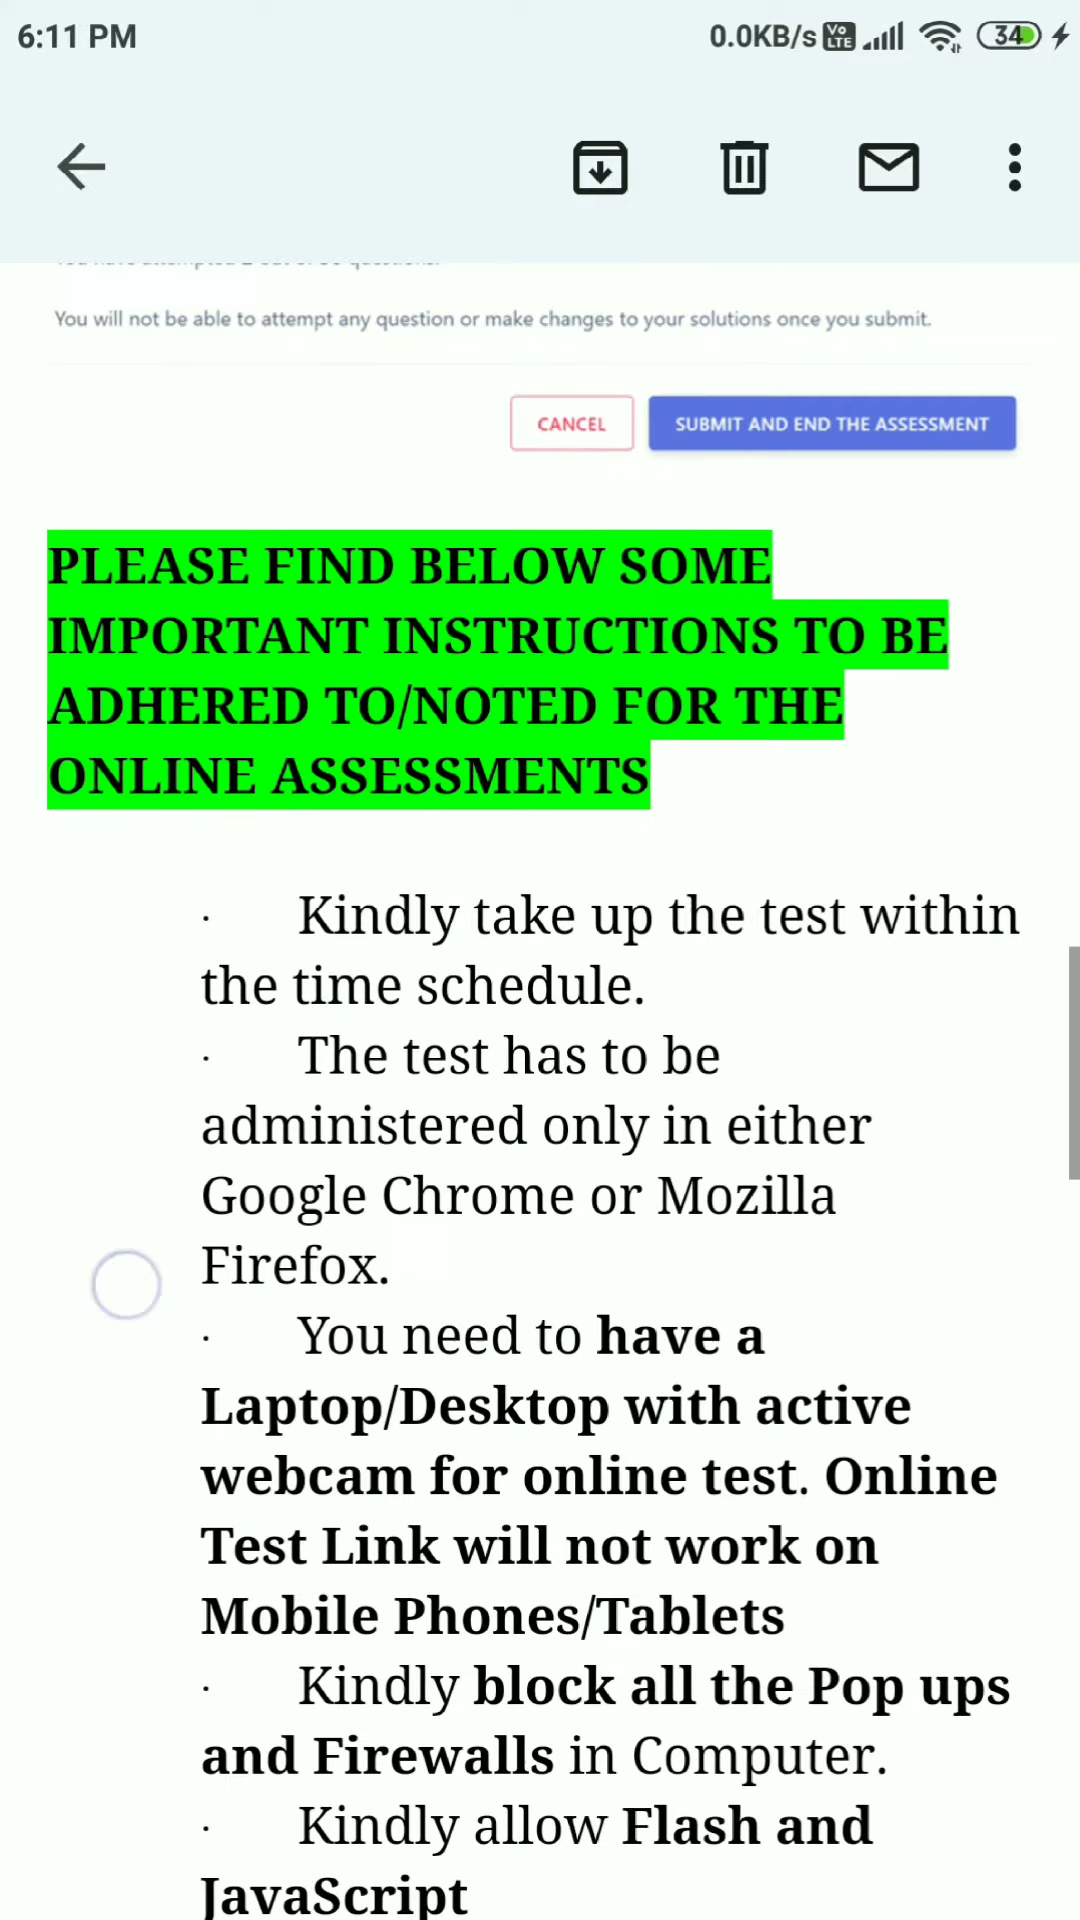 6:11 PM
0.0KB/s Vo LTE 34
You will not be able to attempt any question or make changes to your solutions once you submit.
CANCEL
SUBMIT AND END THE ASSESSMENT
PLEASE FIND BELOW SOME
IMPORTANT INSTRUCTIONS TO BE
ADHERED TO/NOTED FOR THE
ONLINE ASSESSMENTS
· Kindly take up the test within
the time schedule.
· The test has to be
administered only in either
Google Chrome or Mozilla
Firefox.
· You need to have a
Laptop/Desktop with active
webcam for online test. Online
Test Link will not work on
Mobile Phones/Tablets
· Kindly block all the Pop ups
and Firewalls in Computer.
· Kindly allow Flash and
JavaScript